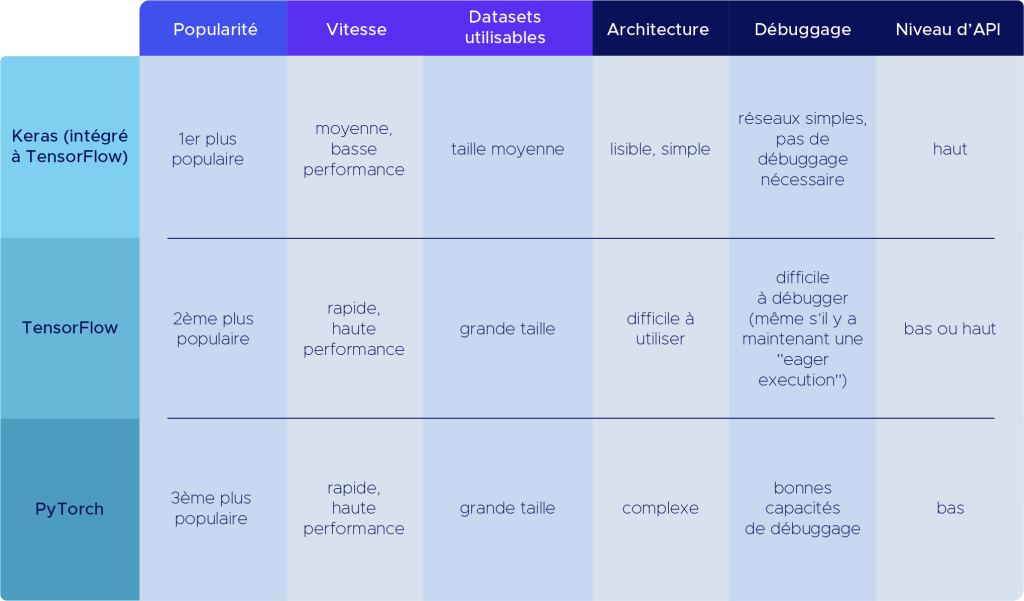 Popularité
Vitesse
Datasets
utilisables
Architecture
Débuggage
Niveau d'API
Keras (intégré
à TensorFlow)
1er plus
populaire
moyenne,
basse
performance
taille moyenne
lisible, simple
réseaux simples,
pas de
débuggage
nécessaire
haut
TensorFlow
2ème plus
populaire
rapide,
haute
performance
grande taille
difficile à
utiliser
difficile
à débugger
(même s'il y a
maintenant une
"eager
execution")
bas ou haut
PyTorch
3ème plus
populaire
rapide,
haute
performance
grande taille
complexe
bonnes
capacités
de débuggage
bas